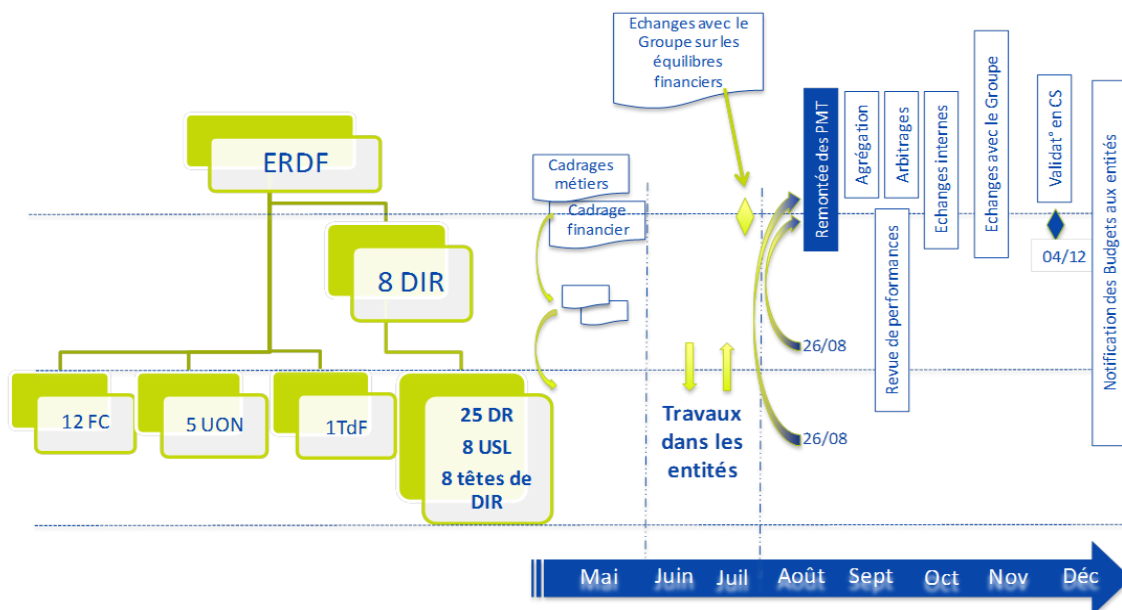 Echanges avec le
Groupe sur les
équilibres
financiers
ERDF
8 DIR
12 FC
5 UON
1TdF
25 DR
8 USL
8 têtes de
DIR
Cadrages
métiers
Cadrage
financier
Travaux
dans les
entités
26/08
26/08
Remontée des PMT
Agrégation
Arbitrages
Revue de performances
Echanges internes
Echanges avec le Groupe
Validat° en CS
04/12
Notification des Budgets aux entités
Mai
Juin
Juil
Août
Sept
Oct
Nov
Déc